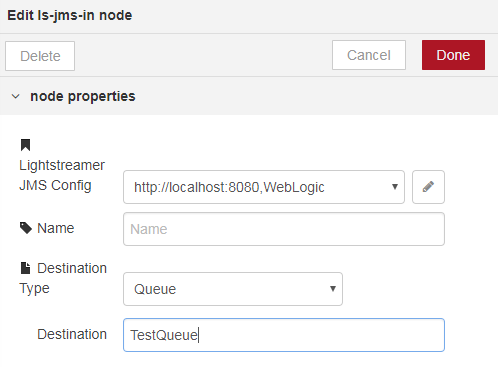 Edit ls-jms-in node
Delete
Cancel
Done
node properties
Lightstreamer
JMS Config
http://localhost:8080,WebLogic
Name
Name
Destination
Type
Queue
Destination
TestQueue